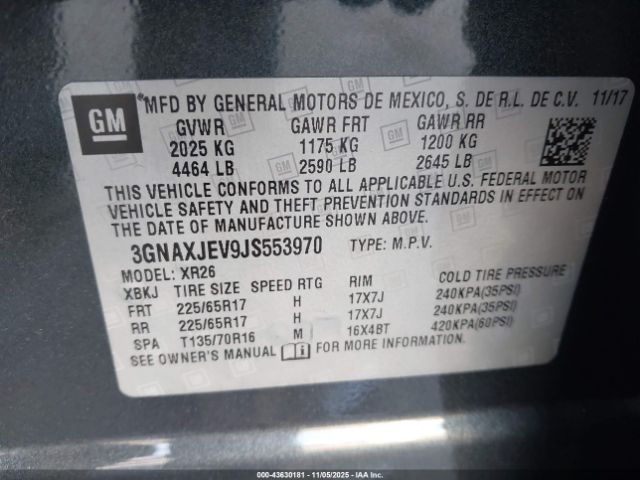 GM
*MFD BY GENERAL MOTORS DE MEXICO, S. DE R.L. DE C.V. 11/17
GVWR GAWR FRT GAWR RR
2025 KG 1175 KG 1200 KG
4464 LB 2590 LB 2645 LB
THIS VEHICLE CONFORMS TO ALL APPLICABLE U.S. FEDERAL MOTOR
VEHICLE SAFETY AND THEFT PREVENTION STANDARDS IN EFFECT ON
THE DATE OF MANUFACTURE SHOWN ABOVE.
3GNAXJEV9JS553970 TYPE: M.P.V.
MODEL: XR26
XBKJ TIRE SIZE SPEED RTG RIM COLD TIRE PRESSURE
FRT 225/65R17 H 17X7J 240KPA(35PSI)
RR 225/65R17 H 17X7J 240KPA(35PSI)
SPA T135/70R16 M 16X4BT 420KPA(60PSI)
SEE OWNER'S MANUAL FOR MORE INFORMATION.
000-43630181 - 11/05/2025 - IAAI.CA